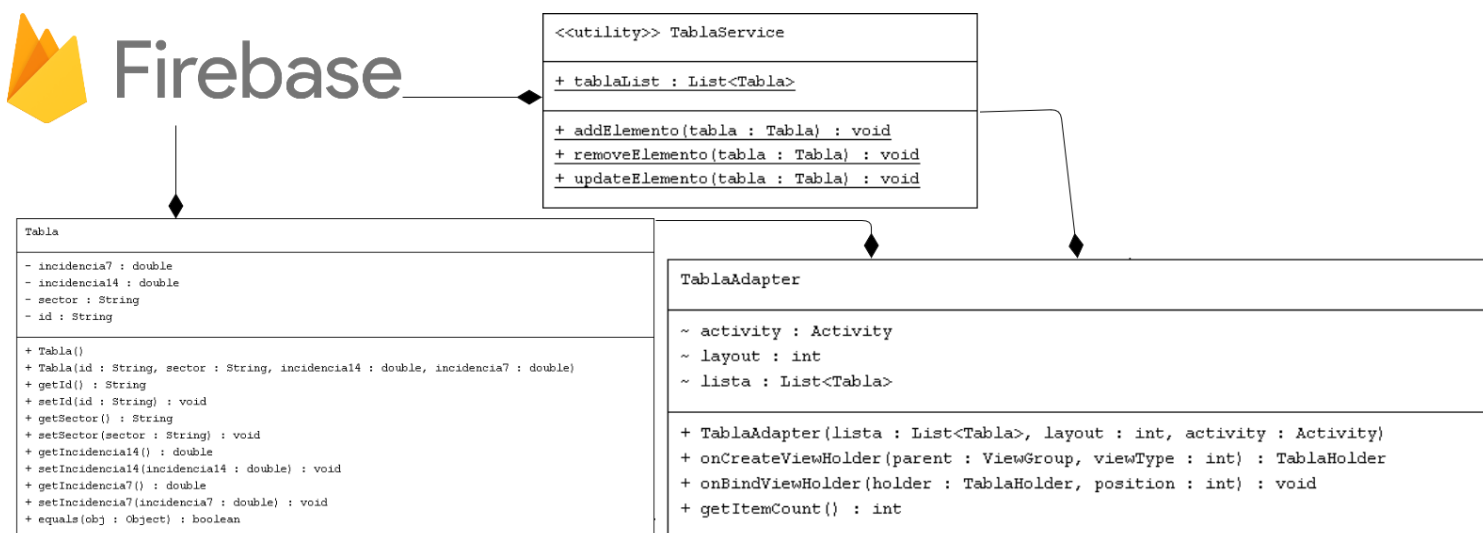 Firebase
<<utility>> TablaService
+ tablaList : List<Tabla>
+ addElemento(tabla : Tabla) : void
+ removeElemento(tabla : Tabla) : void
+ updateElemento(tabla : Tabla) : void
Tabla
- incidencia7 : double
- incidencia14 : double
- sector : String
- id : String
+ Tabla()
+ Tabla(id : String, sector : String, incidencia14 : double, incidencia7 : double)
+ getId() : String
+ setId(id : String) : void
+ getSector() : String
+ setSector(sector : String) : void
+ getIncidencia14() : double
+ setIncidencia14(incidencia14 : double) : void
+ getIncidencia7() : double
+ setIncidencia7(incidencia7 : double) : void
+ equals(obj : Object) : boolean
TablaAdapter
~ activity : Activity
~ layout : int
~ lista : List<Tabla>
+ TablaAdapter(lista : List<Tabla>, layout : int, activity : Activity)
+ onCreateViewHolder(parent : ViewGroup, viewType : int) : TablaHolder
+ onBindViewHolder(holder : TablaHolder, position : int) : void
+ getItemCount() : int